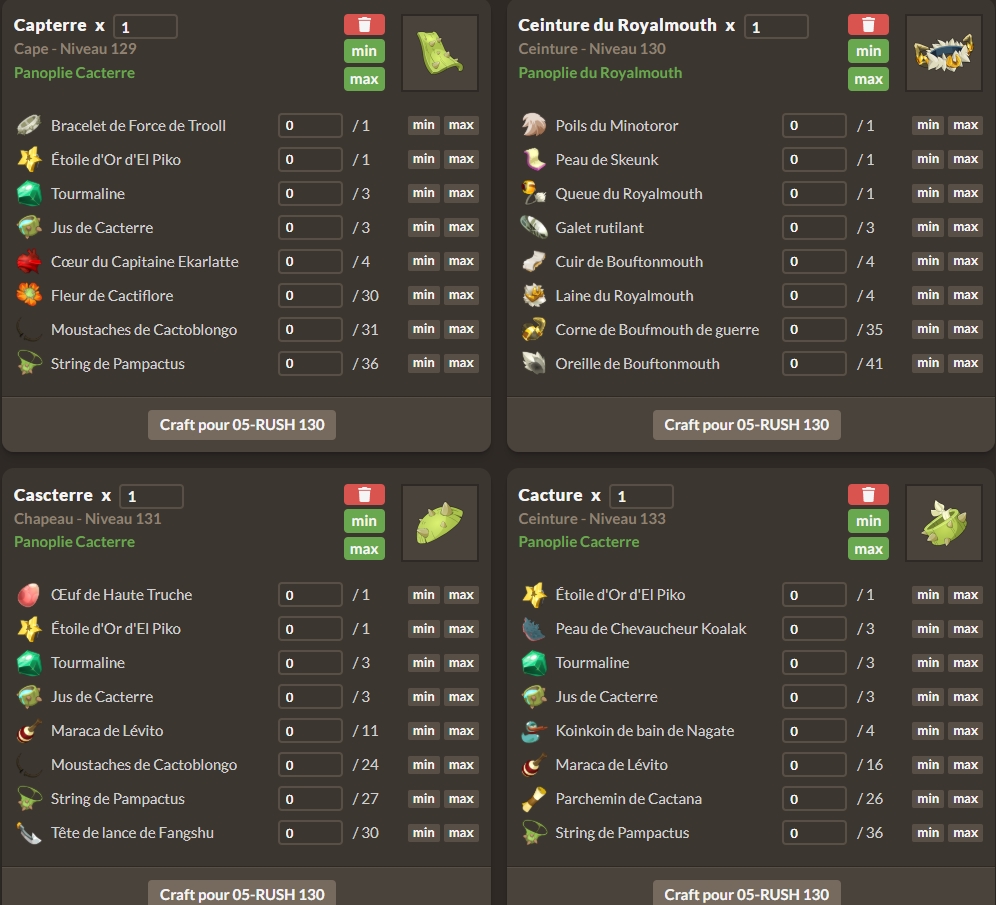 Capterre x 1
Cape - Niveau 129
Panoplie Cacterre
min
max
Bracelet de Force de Trooll 0 / 1 min max
Étoile d'Or d'El Piko 0 / 1 min max
Tourmaline 0 / 3 min max
Jus de Cacterre 0 / 3 min max
Cœur du Capitaine Ekarlatte 0 / 4 min max
Fleur de Cactiflore 0 / 30 min max
Moustaches de Cactoblongo 0 / 31 min max
String de Pampactus 0 / 36 min max
Craft pour 05-RUSH 130
Ceinture du Royalmouth x 1
Ceinture - Niveau 130
Panoplie du Royalmouth
min
max
Poils du Minotoror 0 / 1 min max
Peau de Skeunk 0 / 1 min max
Queue du Royalmouth 0 / 1 min max
Galet rutilant 0 / 3 min max
Cuir de Bouftonmouth 0 / 4 min max
Laine du Royalmouth 0 / 4 min max
Corne de Boufmouth de guerre 0 / 35 min max
Oreille de Bouftonmouth 0 / 41 min max
Craft pour 05-RUSH 130
Cascterre x 1
Chapeau - Niveau 131
Panoplie Cacterre
min
max
Œuf de Haute Truche 0 / 1 min max
Étoile d'Or d'El Piko 0 / 1 min max
Tourmaline 0 / 3 min max
Jus de Cacterre 0 / 3 min max
Maraca de Lévito 0 / 11 min max
Moustaches de Cactoblongo 0 / 24 min max
String de Pampactus 0 / 27 min max
Tête de lance de Fangshu 0 / 30 min max
Craft pour 05-RUSH 130
Cacture x 1
Ceinture - Niveau 133
Panoplie Cacterre
min
max
Étoile d'Or d'El Piko 0 / 1 min max
Peau de Chevaucheur Koalak 0 / 3 min max
Tourmaline 0 / 3 min max
Jus de Cacterre 0 / 3 min max
Koinkoin de bain de Nagate 0 / 4 min max
Maraca de Lévito 0 / 16 min max
Parchemin de Cactana 0 / 26 min max
String de Pampactus 0 / 36 min max
Craft pour 05-RUSH 130